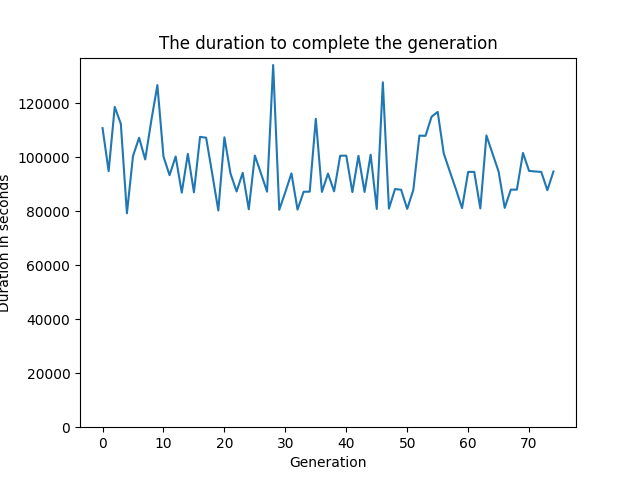 The duration to complete the generation
Duration in seconds
120000
100000
80000
60000
40000
20000
0
0 10 20 30 40 50 60 70
Generation